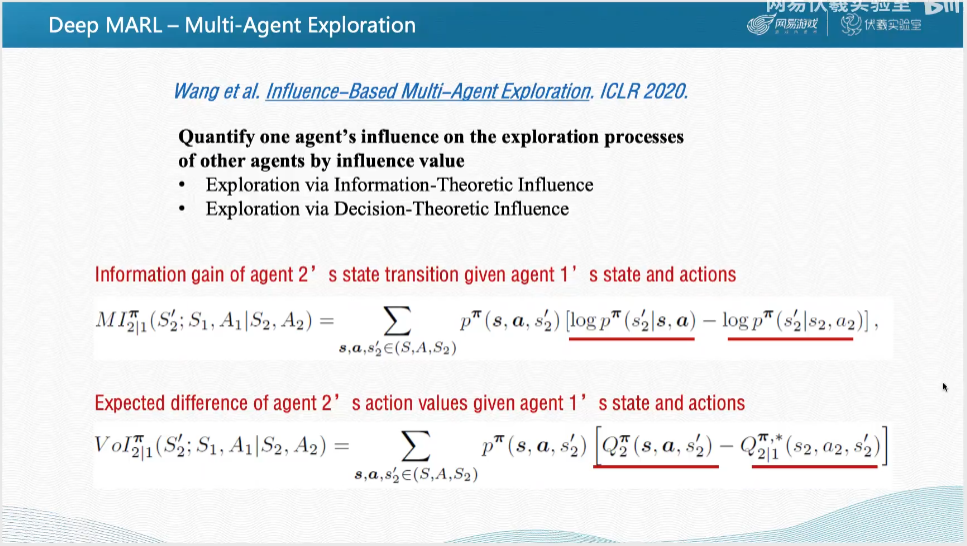 网易伏羲实验室
Deep MARL – Multi-Agent Exploration
网易游戏
伏羲实验室
Wang et al. Influence–Based Multi–Agent Exploration. ICLR 2020.
Quantify one agent's influence on the exploration processes
of other agents by influence value
• Exploration via Information-Theoretic Influence
• Exploration via Decision-Theoretic Influence
Information gain of agent 2's state transition given agent 1's state and actions
$MI^{\boldsymbol{\pi}}_{2|1}(S'_2; S_1, A_1|S_2, A_2) = \sum_{\boldsymbol{s},\boldsymbol{a},s'_2 \in (S,A,S_2)} p^{\boldsymbol{\pi}}(\boldsymbol{s}, \boldsymbol{a}, s'_2) [\log p^{\boldsymbol{\pi}}(s'_2|\boldsymbol{s}, \boldsymbol{a}) - \log p^{\boldsymbol{\pi}}(s'_2|s_2, a_2)],$
Expected difference of agent 2's action values given agent 1's state and actions
$VoI^{\boldsymbol{\pi}}_{2|1}(S'_2; S_1, A_1|S_2, A_2) = \sum_{\boldsymbol{s},\boldsymbol{a},s'_2 \in (S,A,S_2)} p^{\boldsymbol{\pi}}(\boldsymbol{s}, \boldsymbol{a}, s'_2) [Q^{\boldsymbol{\pi}}_2(\boldsymbol{s}, \boldsymbol{a}, s'_2) - Q^{\boldsymbol{\pi},*}_{2|1}(s_2, a_2, s'_2)]$